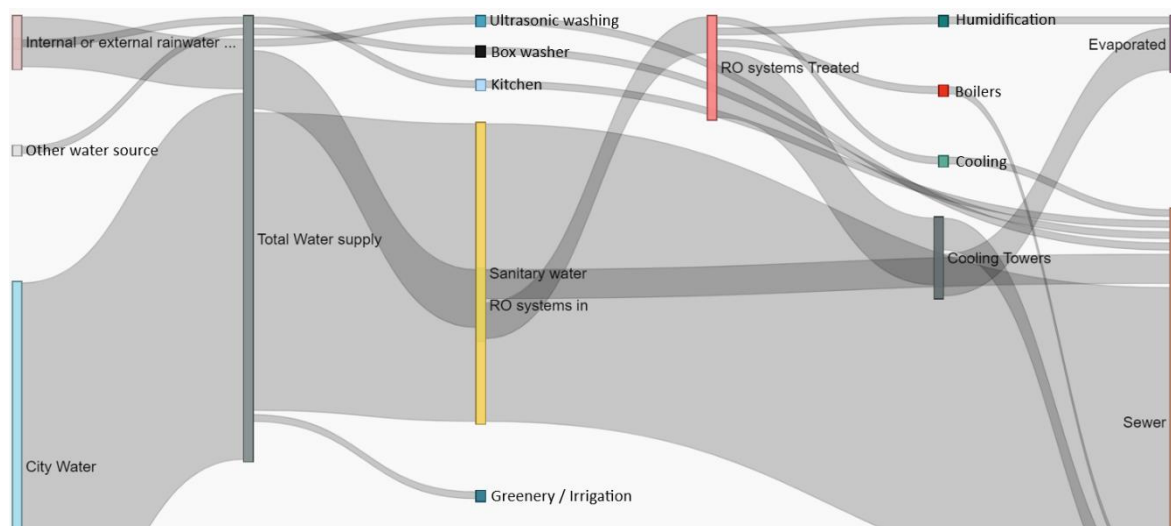 Internal or external rainwater ...
Other water source
City Water
Total Water supply
Ultrasonic washing
Box washer
Kitchen
Sanitary water
RO systems in
Greenery / Irrigation
RO systems Treated
Humidification
Boilers
Cooling
Cooling Towers
Evaporated
Sewer